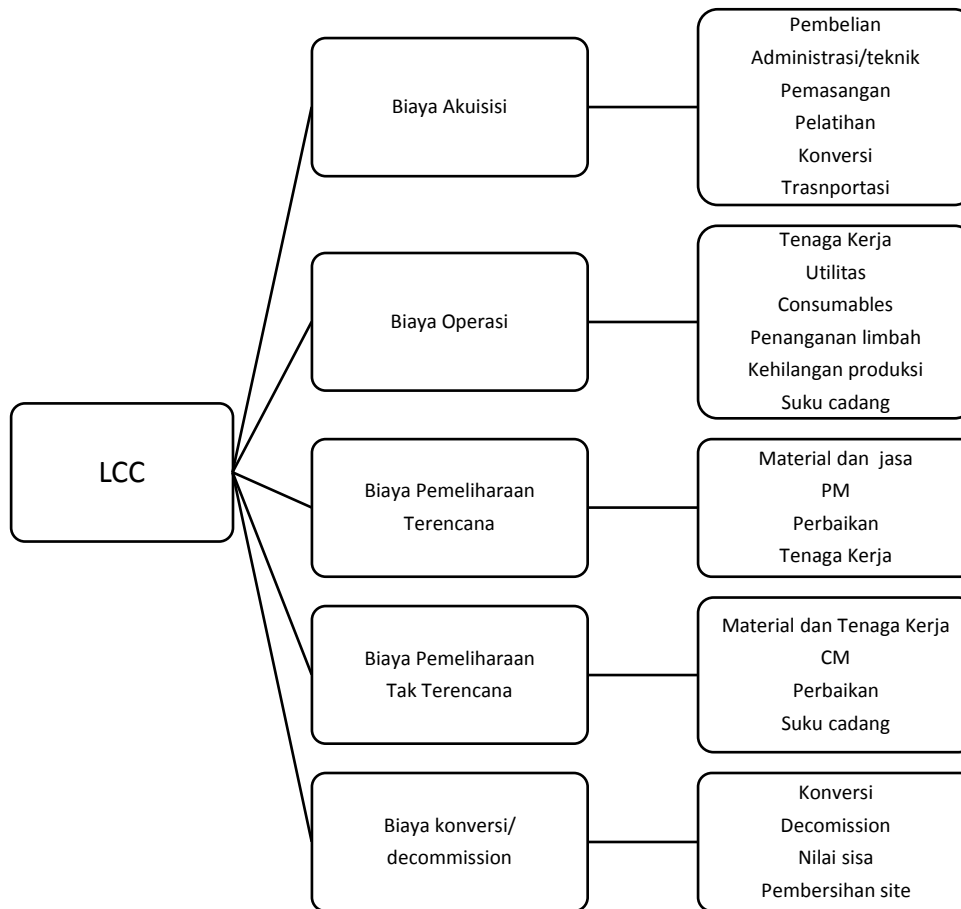 LCC
Biaya Akuisisi
Pembelian
Administrasi/teknik
Pemasangan
Pelatihan
Konversi
Trasnportasi
Biaya Operasi
Tenaga Kerja
Utilitas
Consumables
Penanganan limbah
Kehilangan produksi
Suku cadang
Biaya Pemeliharaan
Terencana
Material dan jasa
PM
Perbaikan
Tenaga Kerja
Biaya Pemeliharaan
Tak Terencana
Material dan Tenaga Kerja
CM
Perbaikan
Suku cadang
Biaya konversi/
decommission
Konversi
Decomission
Nilai sisa
Pembersihan site